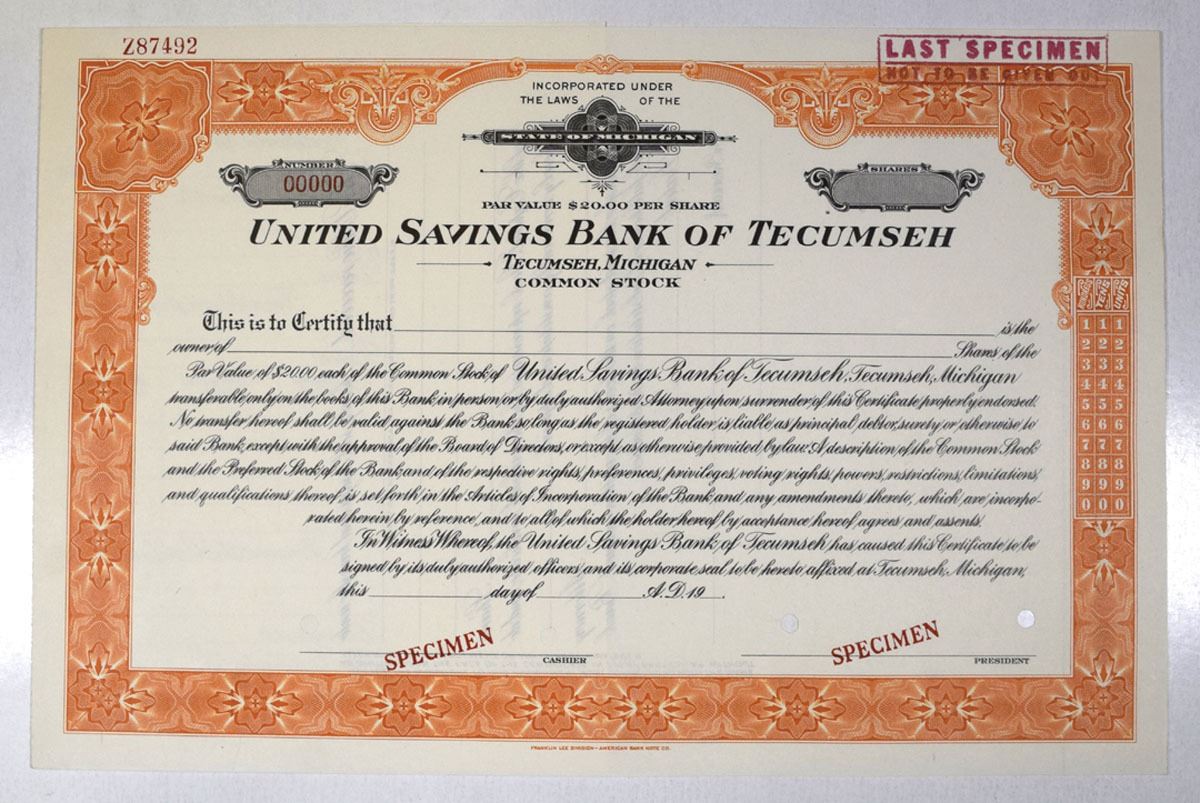 Z87492
LAST SPECIMEN
NOT TO BE GIVEN OUT
INCORPORATED UNDER
THE LAWS OF THE
STATE OF MICHIGAN
NUMBER
00000
SHARES
PAR VALUE $20.00 PER SHARE
UNITED SAVINGS BANK OF TECUMSEH
TECUMSEH, MICHIGAN
COMMON STOCK
This is to Certify that is the
owner of Shares of the
Par Value of $20.00 each of the Common Stock of United Savings Bank of Tecumseh, Tecumseh, Michigan
transferable only on the books of this Bank in person or by duly authorized Attorney upon surrender of this Certificate properly endorsed.
No transfer hereof shall be valid against the Bank so long as the registered holder is liable as principal, debtor, surety or otherwise to
said Bank, except with the approval of the Board of Directors, or except as otherwise provided by law. A description of the Common Stock
and the Preferred Stock of the Bank and of the respective rights, preferences, privileges, voting rights, powers, restrictions, limitations,
and qualifications thereof, is set forth in the Articles of Incorporation of the Bank and any amendments thereto, which are incorpo-
rated herein by reference, and to all of which the holder hereof by acceptance hereof agrees and assents.
In Witness Whereof, the United Savings Bank of Tecumseh has caused this Certificate to be
signed by its duly authorized officers and its corporate seal to be hereto affixed at Tecumseh, Michigan,
this day of A.D. 19 .
SPECIMEN
CASHIER
SPECIMEN
PRESIDENT
TENS UNITS
1 1 1
2 2 2
3 3 3
4 4 4
5 5 5
6 6 6
7 7 7
8 8 8
9 9 9
0 0 0
FRANKLIN LEE DIVISION - AMERICAN BANK NOTE CO.